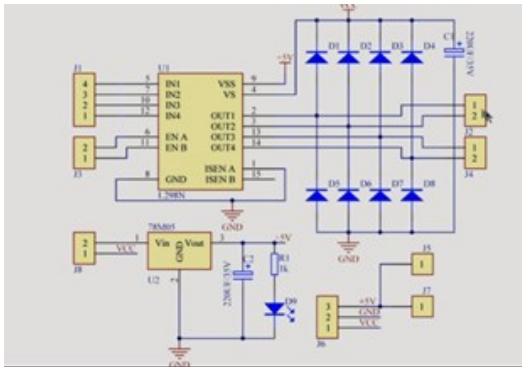 J1
4
3
2
1
5
7
10
12
U1
IN1
IN2
IN3
IN4
6
11
EN A
EN B
8
GND
L298N
VSS
VS
OUT1
OUT2
OUT3
OUT4
ISEN A
ISEN B
9
4
2
3
13
14
1
15
+5V
J3
2
1
GND
D1
D2
D3
D4
C1
220UF/35V
1
2
J2
1
2
J4
D5
D6
D7
D8
GND
J8
2
1
VCC
1
78M05
Vin
GND
Vout
3
2
U2
+5V
C2
220UF/35V
R1
1k
D9
GND
J5
1
J7
1
J6
3
2
1
+5V
GND
VCC